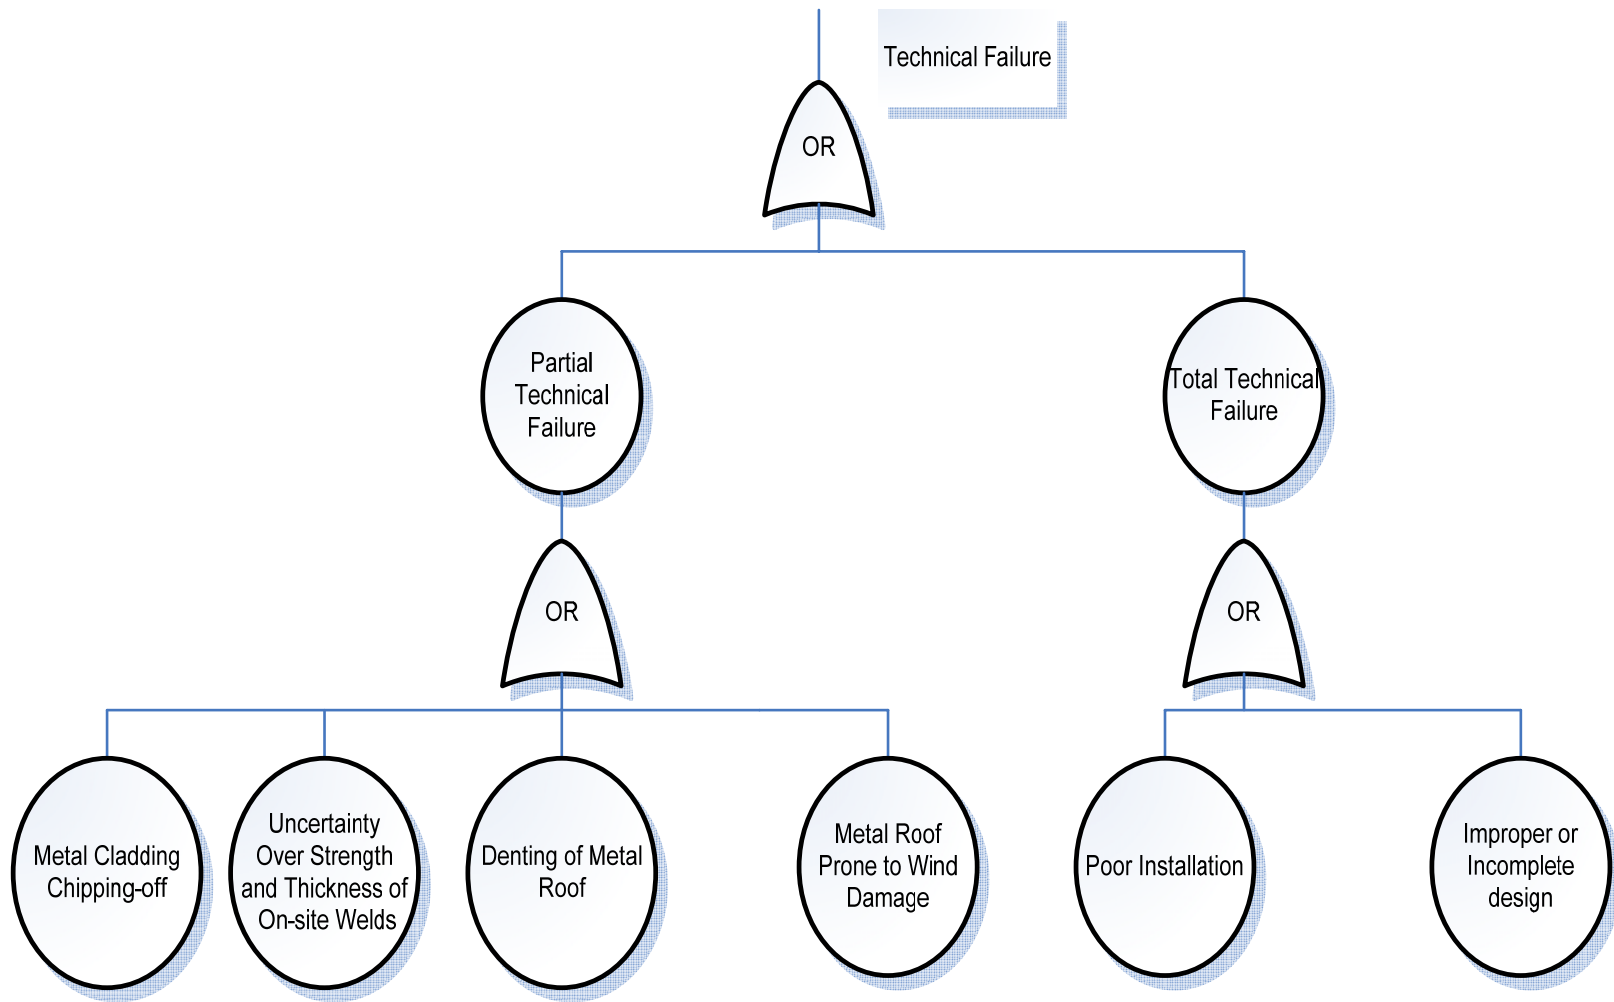 Technical Failure
OR
Partial
Technical
Failure
Total Technical
Failure
OR
OR
Metal Cladding
Chipping-off
Uncertainty
Over Strength
and Thickness of
On-site Welds
Denting of Metal
Roof
Metal Roof
Prone to Wind
Damage
Poor Installation
Improper or
Incomplete
design